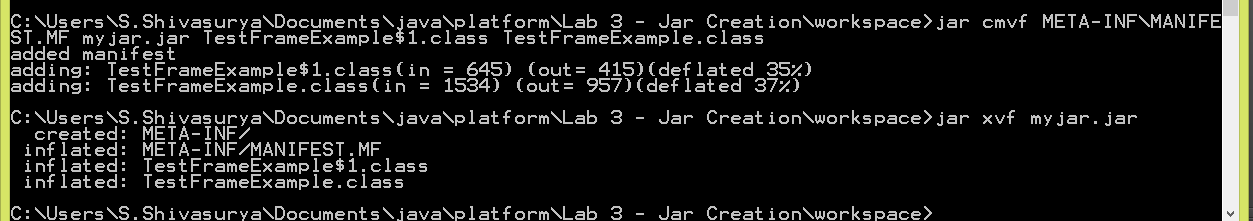 C:\Users\S.Shivasurya\Documents\java\platform\Lab 3 - Jar Creation\workspace>jar cmvf META-INF\MANIFE
ST.MF myjar.jar TestFrameExample$1.class TestFrameExample.class
added manifest
adding: TestFrameExample$1.class(in = 645) (out= 415)(deflated 35%)
adding: TestFrameExample.class(in = 1534) (out= 957)(deflated 37%)
C:\Users\S.Shivasurya\Documents\java\platform\Lab 3 - Jar Creation\workspace>jar xvf myjar.jar
created: META-INF/
inflated: META-INF/MANIFEST.MF
inflated: TestFrameExample$1.class
inflated: TestFrameExample.class
C:\Users\S.Shivasurya\Documents\java\platform\Lab 3 - Jar Creation\workspace>